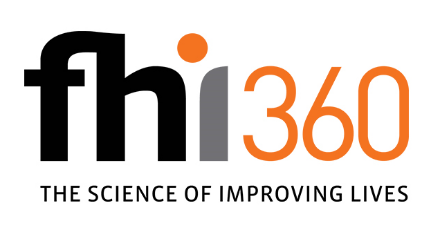 fhi360
THE SCIENCE OF IMPROVING LIVES